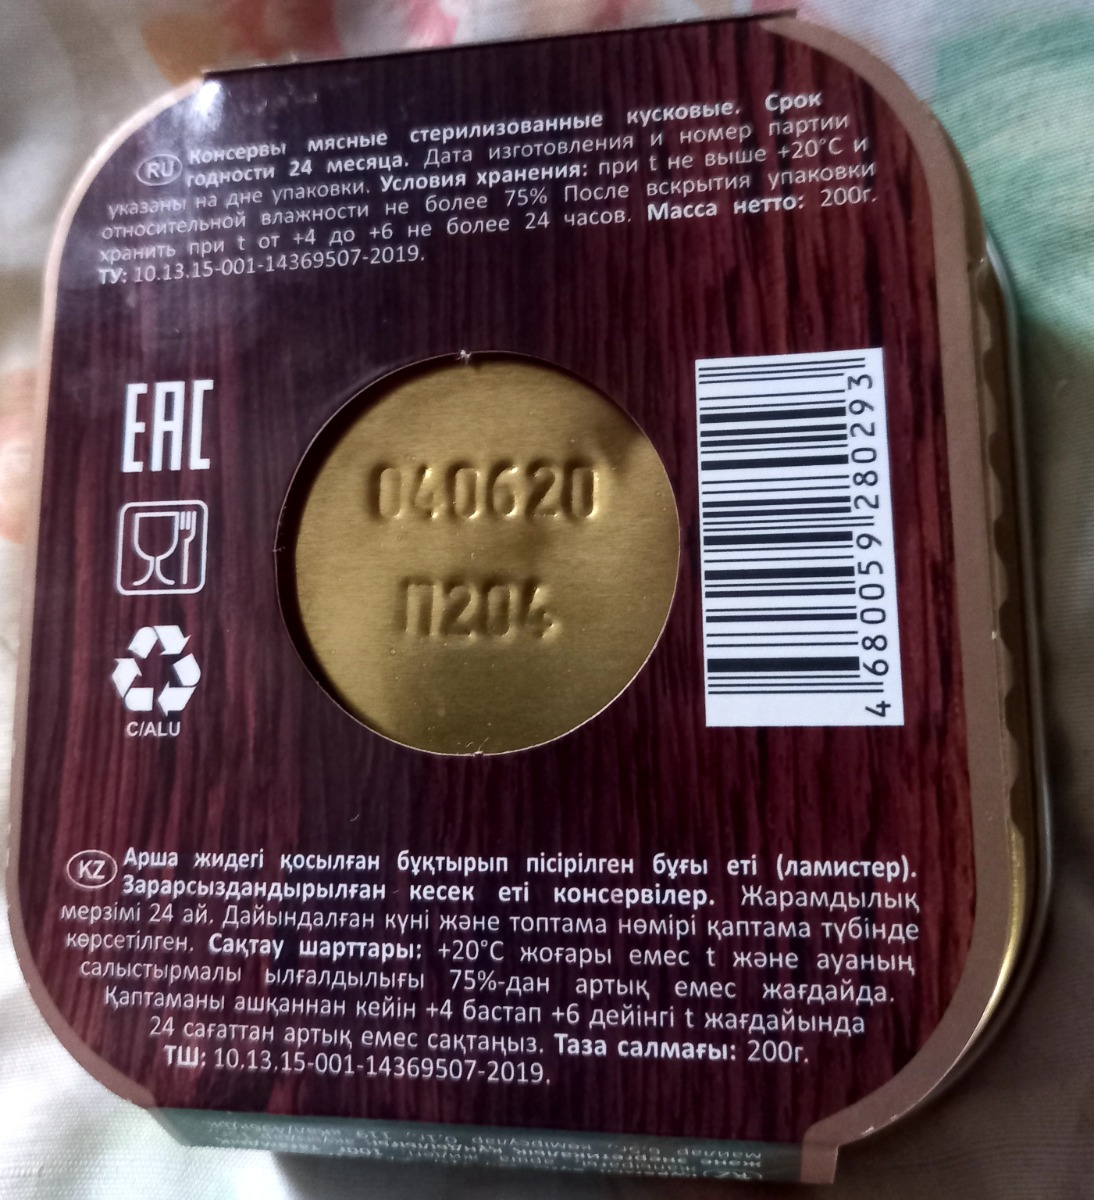 RU Консервы мясные стерилизованные кусковые. Срок
годности 24 месяца. Дата изготовления и номер партии
указаны на дне упаковки. Условия хранения: при t не выше +20°С и
относительной влажности не более 75% После вскрытия упаковки
хранить при t от +4 до +6 не более 24 часов. Масса нетто: 200г.
ТУ: 10.13.15-001-14369507-2019.
EAC
040620
П204
C/ALU
4 680059 280293
KZ Арша жидегі қосылған бұқтырып пісірілген бұғы еті (ламистер).
Зарарсыздандырылған кесек еті консервілер. Жарамдылық
мерзімі 24 ай. Дайындалған күні және топтама нөмірі қаптама түбінде
көрсетілген. Сақтау шарттары: +20°С жоғары емес t және ауаның
салыстырмалы ылғалдылығы 75%-дан артық емес жағдайда.
Қаптаманы ашқаннан кейін +4 бастап +6 дейінгі t жағдайында
24 сағаттан артық емес сақтаңыз. Таза салмағы: 200г.
ТШ: 10.13.15-001-14369507-2019.